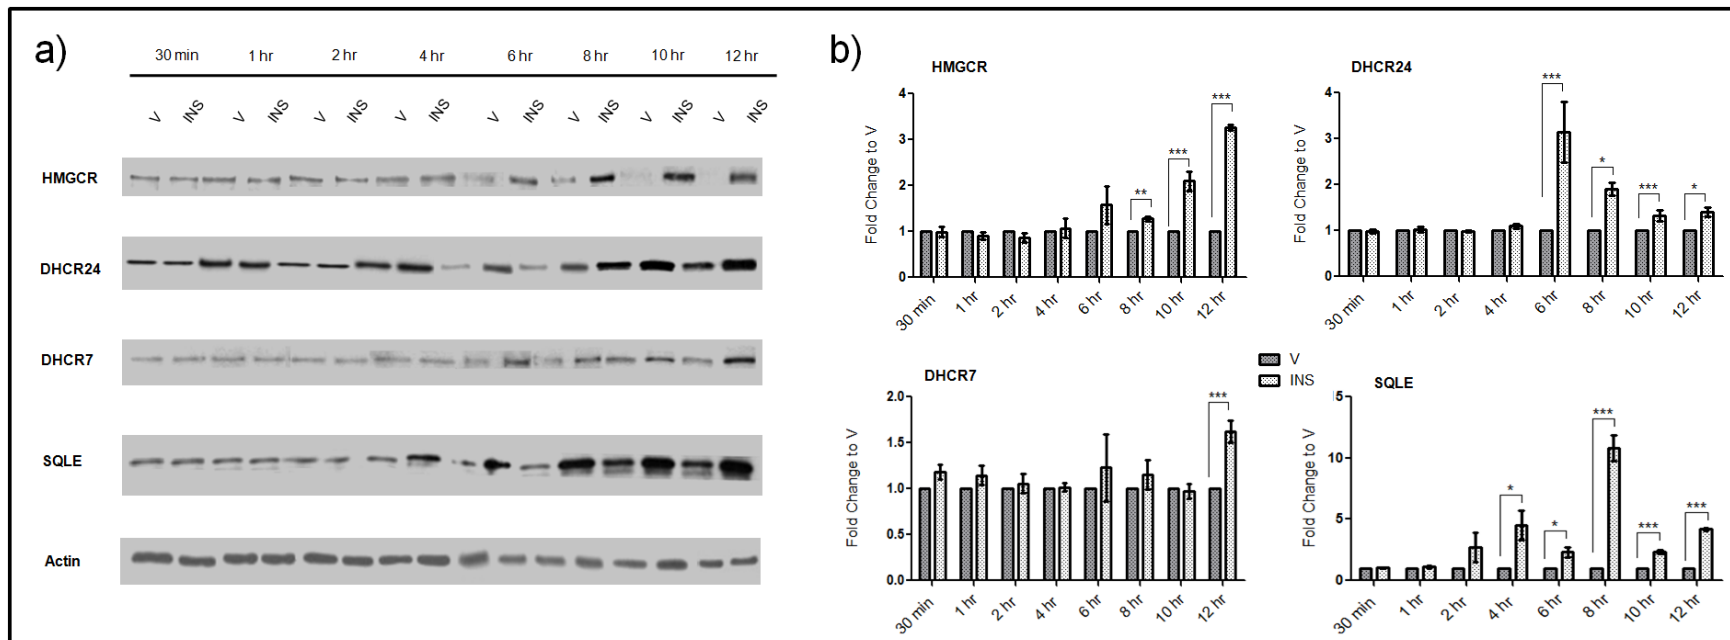 a)
30 min 1 hr 2 hr 4 hr 6 hr 8 hr 10 hr 12 hr
V INS V INS V INS V INS V INS V INS V INS V INS
HMGCR
DHCR24
DHCR7
SQLE
Actin
b)
HMGCR
Fold Change to V
4
3
2
1
0
** *** ***
30 min 1 hr 2 hr 4 hr 6 hr 8 hr 10 hr 12 hr
DHCR24
Fold Change to V
4
3
2
1
0
*** * *** *
30 min 1 hr 2 hr 4 hr 6 hr 8 hr 10 hr 12 hr
DHCR7
Fold Change to V
2.0
1.5
1.0
0.5
0.0
***
30 min 1 hr 2 hr 4 hr 6 hr 8 hr 10 hr 12 hr
V
INS
SQLE
Fold Change to V
15
10
5
0
* * *** *** ***
30 min 1 hr 2 hr 4 hr 6 hr 8 hr 10 hr 12 hr